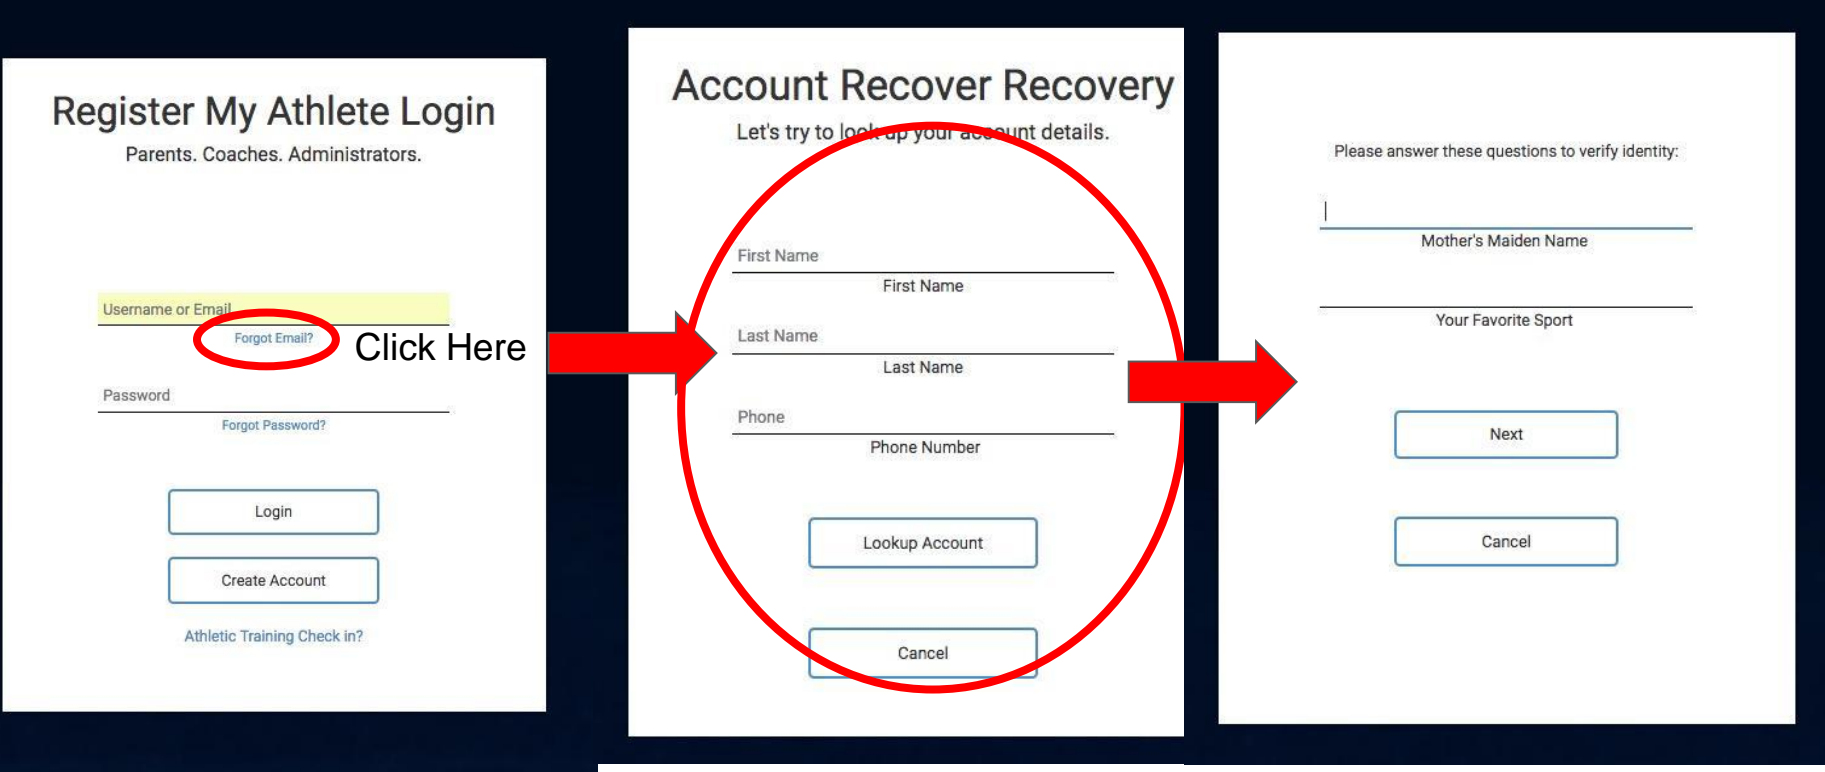 Register My Athlete Login
Parents. Coaches. Administrators.
Username or Email
Forgot Email?
Click Here
Password
Forgot Password?
Login
Create Account
Athletic Training Check in?
Account Recover Recovery
Let's try to look up your account details.
First Name
First Name
Last Name
Last Name
Phone
Phone Number
Lookup Account
Cancel
Please answer these questions to verify identity:
Mother's Maiden Name
Your Favorite Sport
Next
Cancel